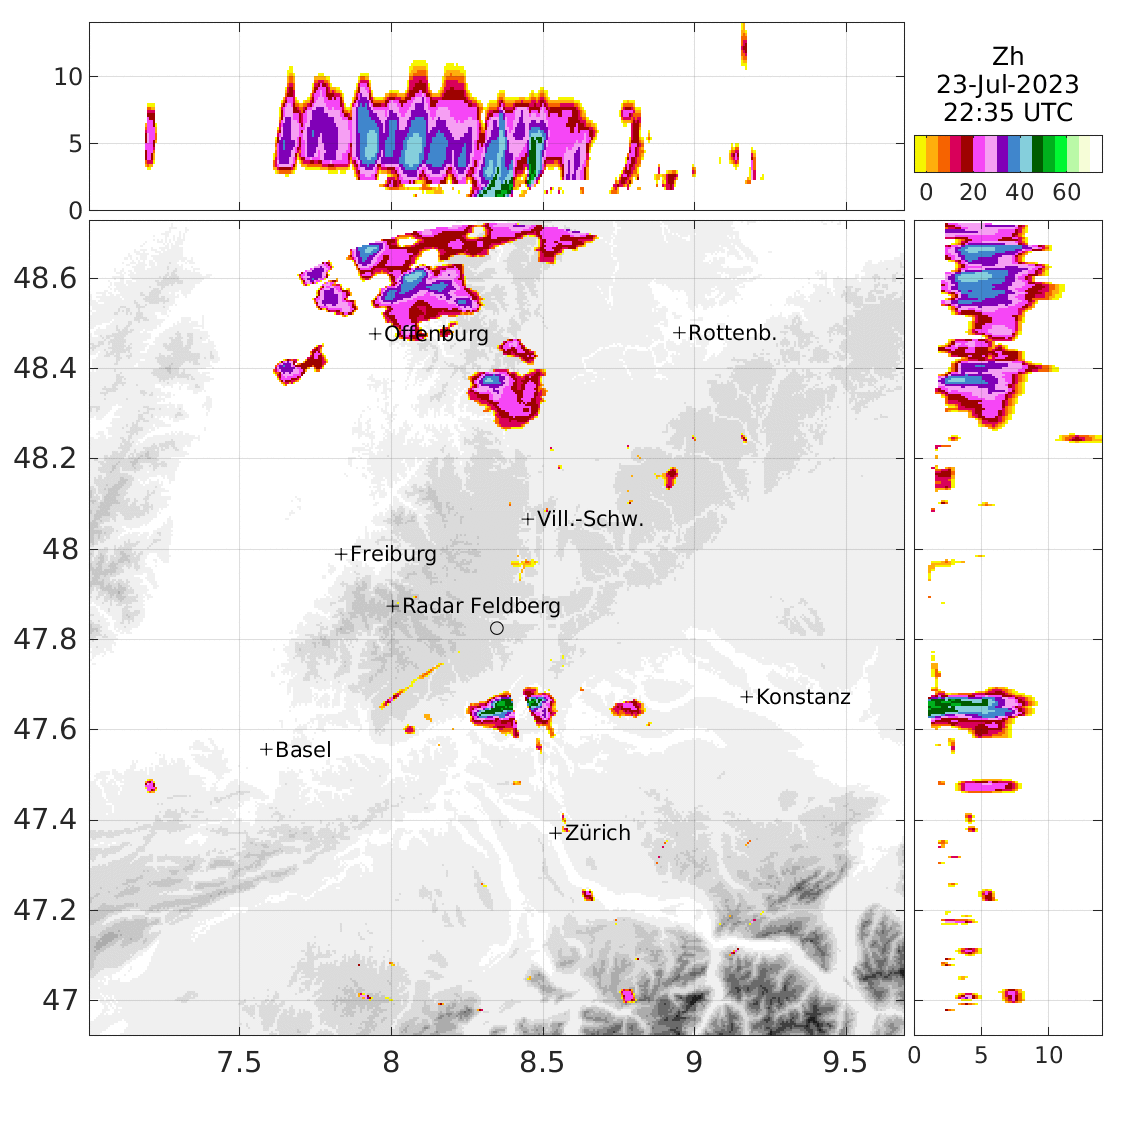 Zh
23-Jul-2023
22:35 UTC
0 20 40 60
10
5
0
48.6
48.4
48.2
48
47.8
47.6
47.4
47.2
47
Offenburg
Rottenb.
Vill.-Schw.
Freiburg
Radar Feldberg
Konstanz
Basel
Zürich
7.5 8 8.5 9 9.5
0 5 10